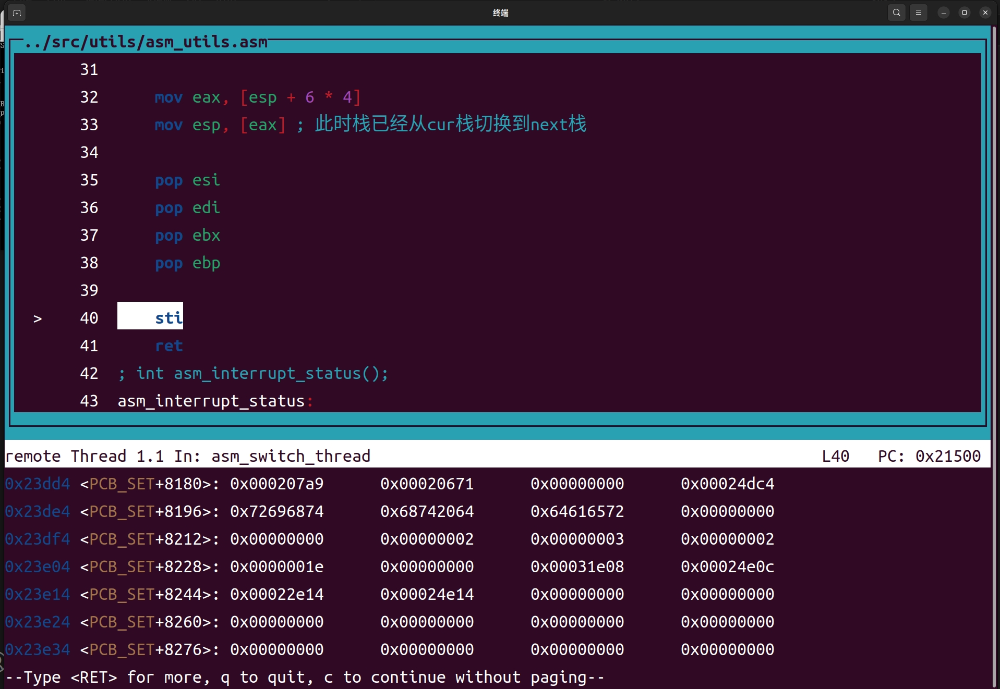 终端
../src/utils/asm_utils.asm
31
32 mov eax, [esp + 6 * 4]
33 mov esp, [eax] ; 此时栈已经从cur栈切换到next栈
34
35 pop esi
36 pop edi
37 pop ebx
38 pop ebp
39
> 40 sti
41 ret
42 ; int asm_interrupt_status();
43 asm_interrupt_status:
remote Thread 1.1 In: asm_switch_thread L40 PC: 0x21500
0x23dd4 <PCB_SET+8180>: 0x000207a9 0x00020671 0x00000000 0x00024dc4
0x23de4 <PCB_SET+8196>: 0x72696874 0x68742064 0x64616572 0x00000000
0x23df4 <PCB_SET+8212>: 0x00000000 0x00000002 0x00000003 0x00000002
0x23e04 <PCB_SET+8228>: 0x0000001e 0x00000000 0x00031e08 0x00024e0c
0x23e14 <PCB_SET+8244>: 0x00022e14 0x00024e14 0x00000000 0x00000000
0x23e24 <PCB_SET+8260>: 0x00000000 0x00000000 0x00000000 0x00000000
0x23e34 <PCB_SET+8276>: 0x00000000 0x00000000 0x00000000 0x00000000
--Type <RET> for more, q to quit, c to continue without paging--